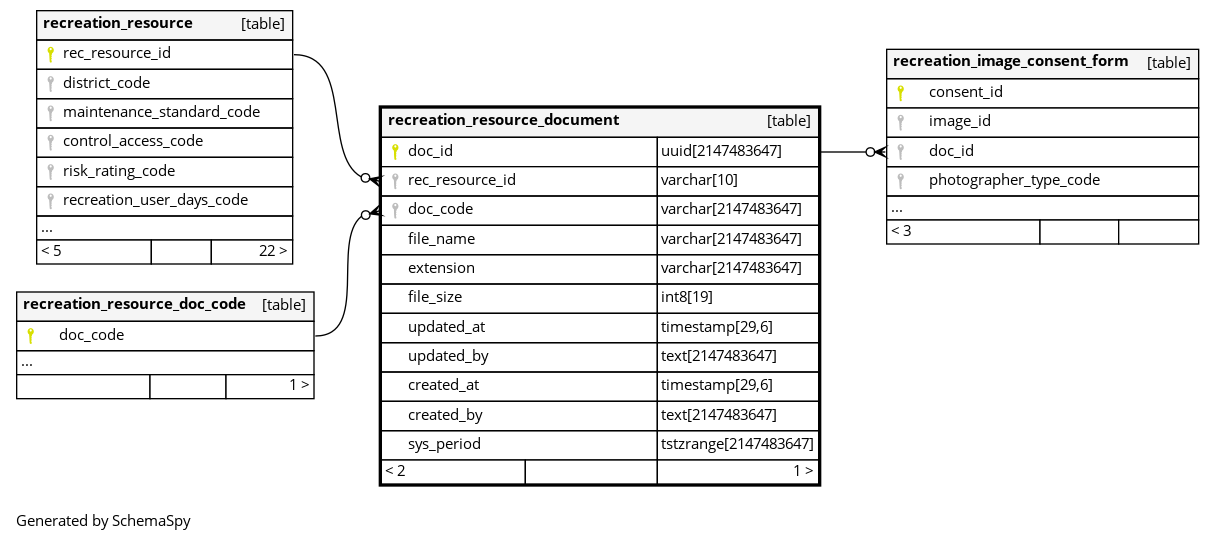 recreation_resource [table]
rec_resource_id
district_code
maintenance_standard_code
control_access_code
risk_rating_code
recreation_user_days_code
...
< 5 22 >
recreation_resource_doc_code [table]
doc_code
...
1 >
recreation_resource_document [table]
doc_id uuid[2147483647]
rec_resource_id varchar[10]
doc_code varchar[2147483647]
file_name varchar[2147483647]
extension varchar[2147483647]
file_size int8[19]
updated_at timestamp[29,6]
updated_by text[2147483647]
created_at timestamp[29,6]
created_by text[2147483647]
sys_period tstzrange[2147483647]
< 2 1 >
recreation_image_consent_form [table]
consent_id
image_id
doc_id
photographer_type_code
...
< 3
Generated by SchemaSpy